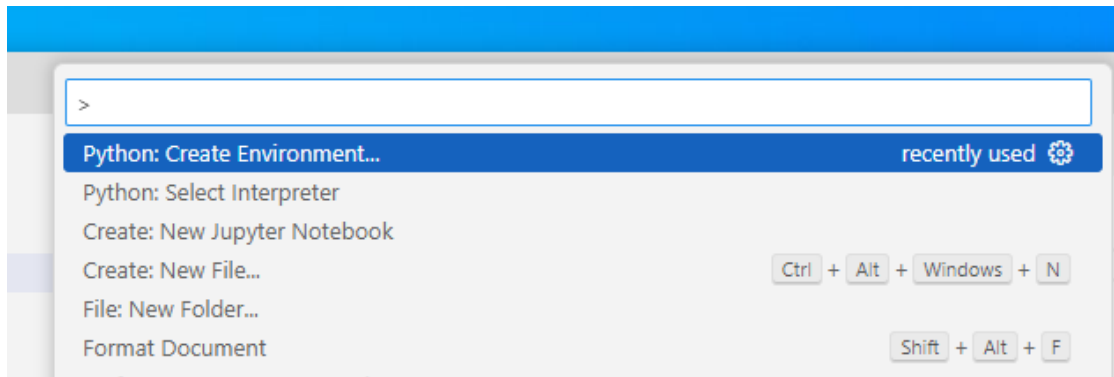 >
Python: Create Environment... recently used
Python: Select Interpreter
Create: New Jupyter Notebook
Create: New File... Ctrl + Alt + Windows + N
File: New Folder...
Format Document Shift + Alt + F